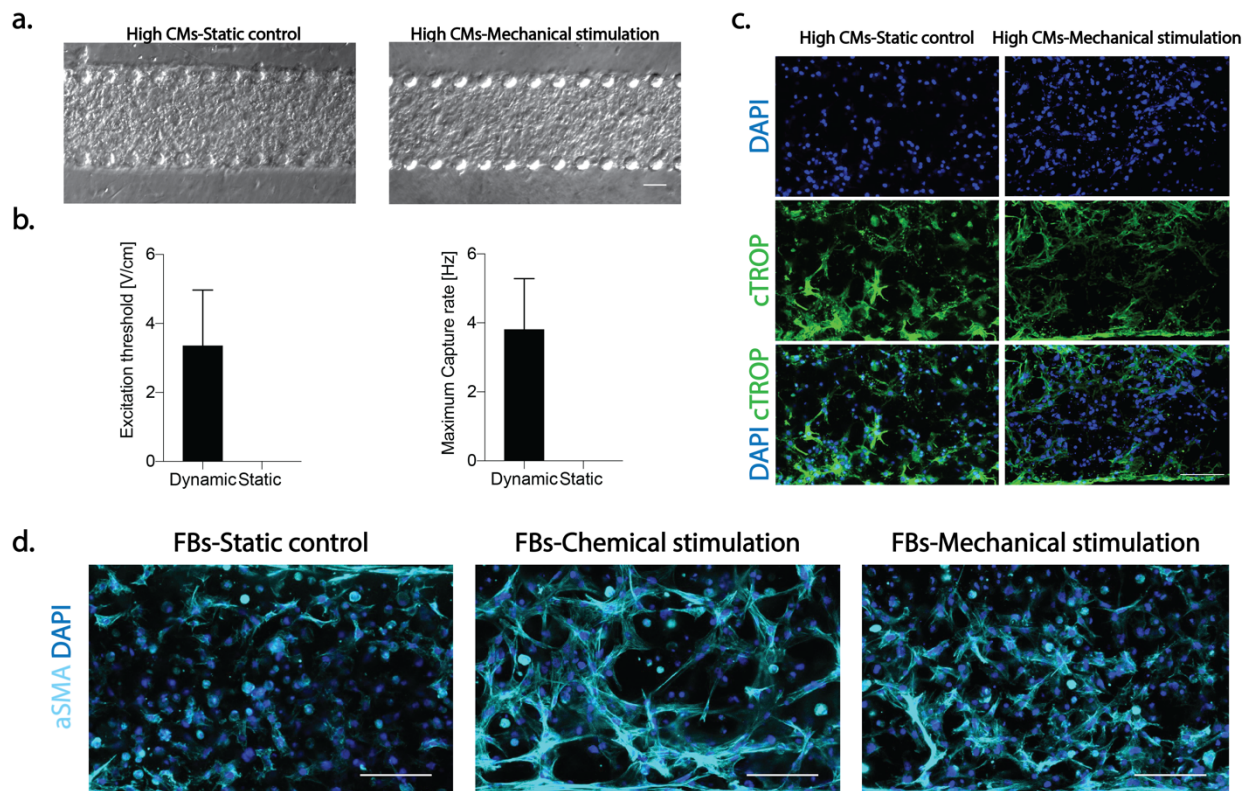 a.
High CMs-Static control
High CMs-Mechanical stimulation
b.
Excitation threshold [V/cm]
6
4
2
0
Dynamic Static
Maximum Capture rate [Hz]
6
4
2
0
Dynamic Static
c.
High CMs-Static control
High CMs-Mechanical stimulation
DAPI
cTROP
DAPI cTROP
d.
FBs-Static control
FBs-Chemical stimulation
FBs-Mechanical stimulation
aSMA DAPI